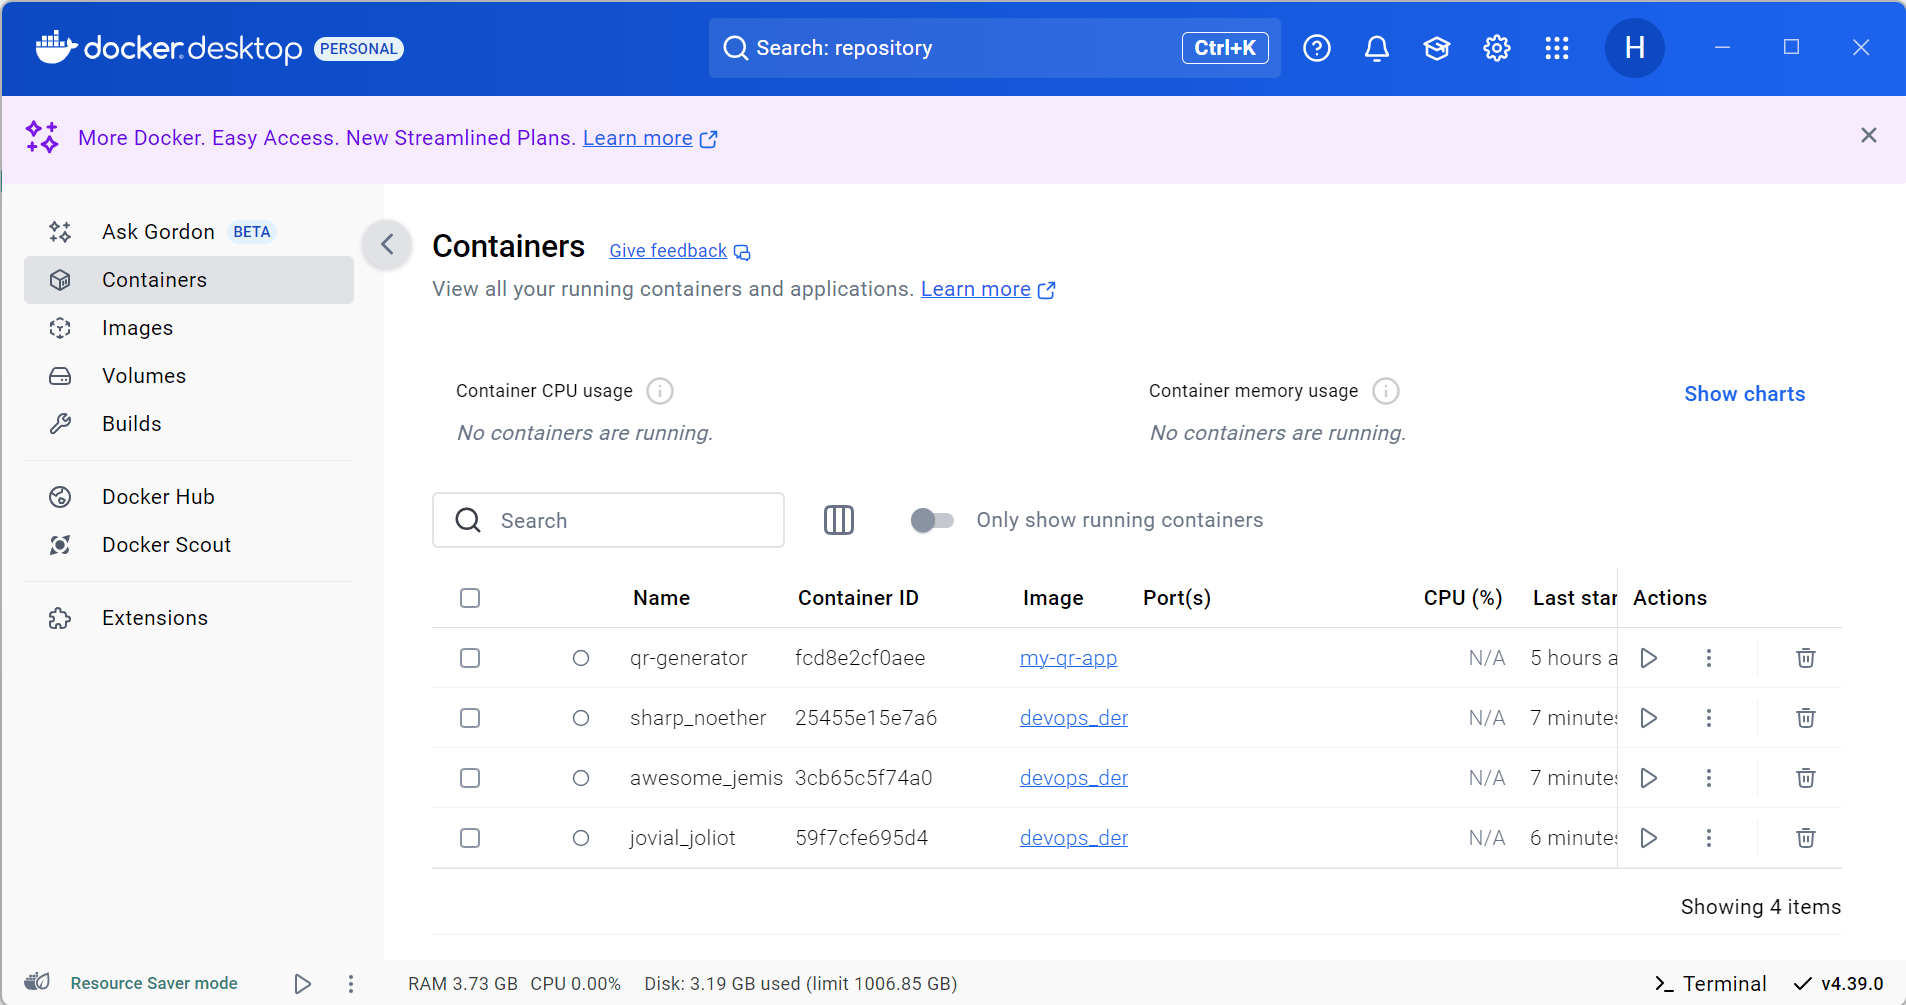 docker.desktop PERSONAL
Search: repository Ctrl+K
H
More Docker. Easy Access. New Streamlined Plans. Learn more
Ask Gordon BETA
Containers
Images
Volumes
Builds
Docker Hub
Docker Scout
Extensions
Containers Give feedback
View all your running containers and applications. Learn more
Container CPU usage
No containers are running.
Container memory usage
No containers are running.
Show charts
Search
Only show running containers
Name Container ID Image Port(s) CPU (%) Last star Actions
qr-generator fcd8e2cf0aee my-qr-app N/A 5 hours a
sharp_noether 25455e15e7a6 devops_der N/A 7 minutes
awesome_jemis 3cb65c5f74a0 devops_der N/A 7 minutes
jovial_joliot 59f7cfe695d4 devops_der N/A 6 minutes
Showing 4 items
Resource Saver mode
RAM 3.73 GB CPU 0.00% Disk: 3.19 GB used (limit 1006.85 GB)
Terminal v4.39.0